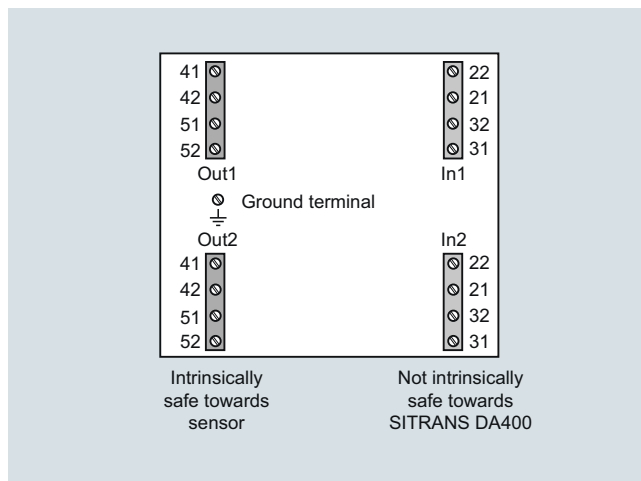 41 22
42 21
51 32
52 31
Out1 In1
Ground terminal
Out2 In2
41 22
42 21
51 32
52 31
Intrinsically
safe towards
sensor
Not intrinsically
safe towards
SITRANS DA400